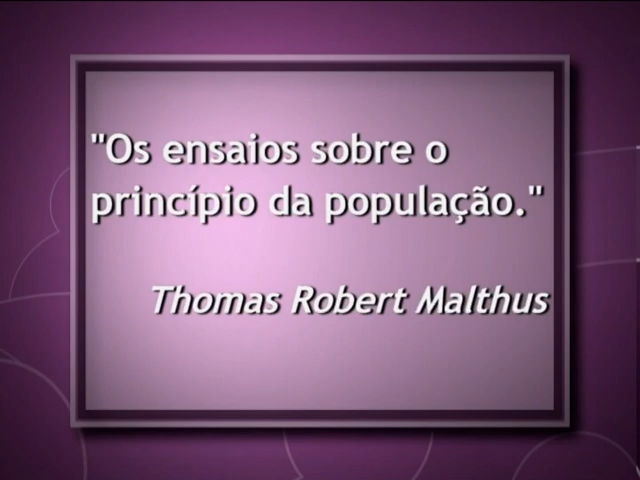 "Os ensaios sobre o
princípio da população."
Thomas Robert Malthus